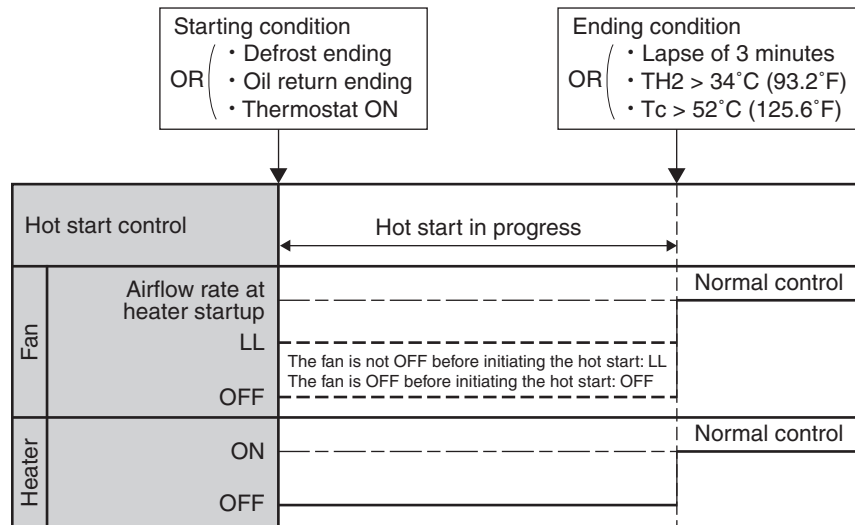 Starting condition
OR
・Defrost ending
・Oil return ending
・Thermostat ON
Ending condition
OR
・Lapse of 3 minutes
・TH2 > 34˚C (93.2˚F)
・Tc > 52˚C (125.6˚F)
Hot start control
Hot start in progress
Fan
Airflow rate at
heater startup
LL
OFF
Normal control
The fan is not OFF before initiating the hot start: LL
The fan is OFF before initiating the hot start: OFF
Heater
ON
OFF
Normal control